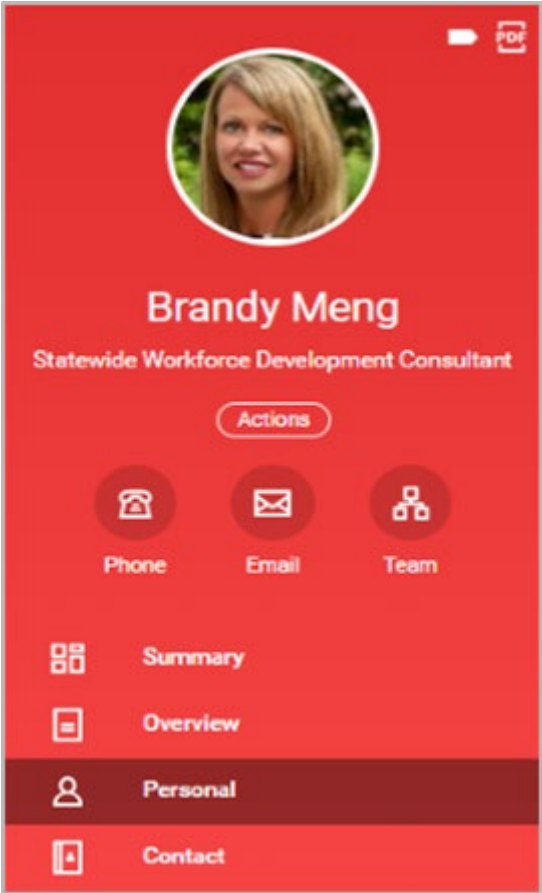 PDF
Brandy Meng
Statewide Workforce Development Consultant
Actions
Phone Email Team
Summary
Overview
Personal
Contact